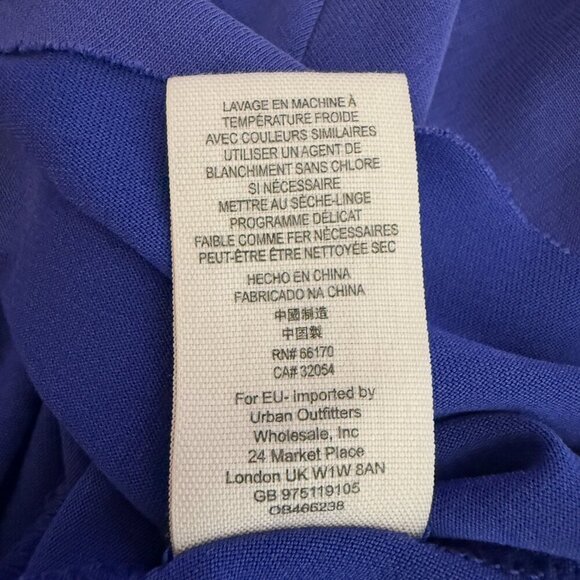 LAVAGE EN MACHINE À
TEMPÉRATURE FROIDE
AVEC COULEURS SIMILAIRES
UTILISER UN AGENT DE
BLANCHIMENT SANS CHLORE
SI NÉCESSAIRE
METTRE AU SÈCHE-LINGE
PROGRAMME DÉLICAT
FAIBLE COMME FER NÉCESSAIRES
PEUT-ÊTRE ÊTRE NETTOYÉE SEC
HECHO EN CHINA
FABRICADO NA CHINA
中國制造
中国製
RN# 66170
CA# 32054
For EU- imported by
Urban Outfitters
Wholesale, Inc
24 Market Place
London UK W1W 8AN
GB 975119105
OB466238